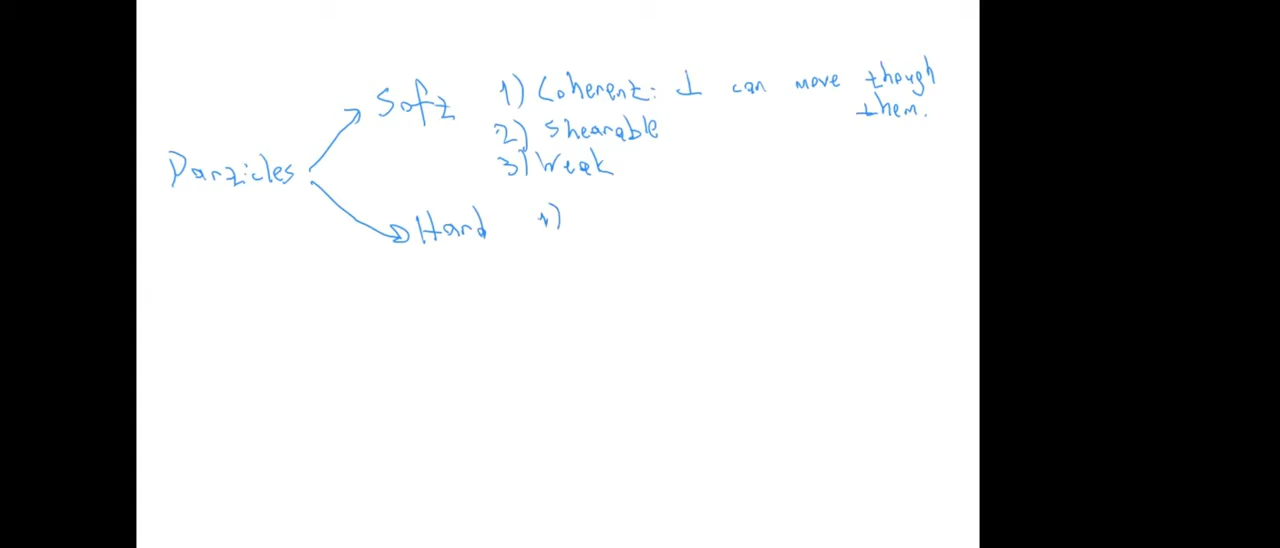 Soft 1) Coherent: ⊥ can move though
them.
2) Shearable
Particles 3) Weak
Hard 1)